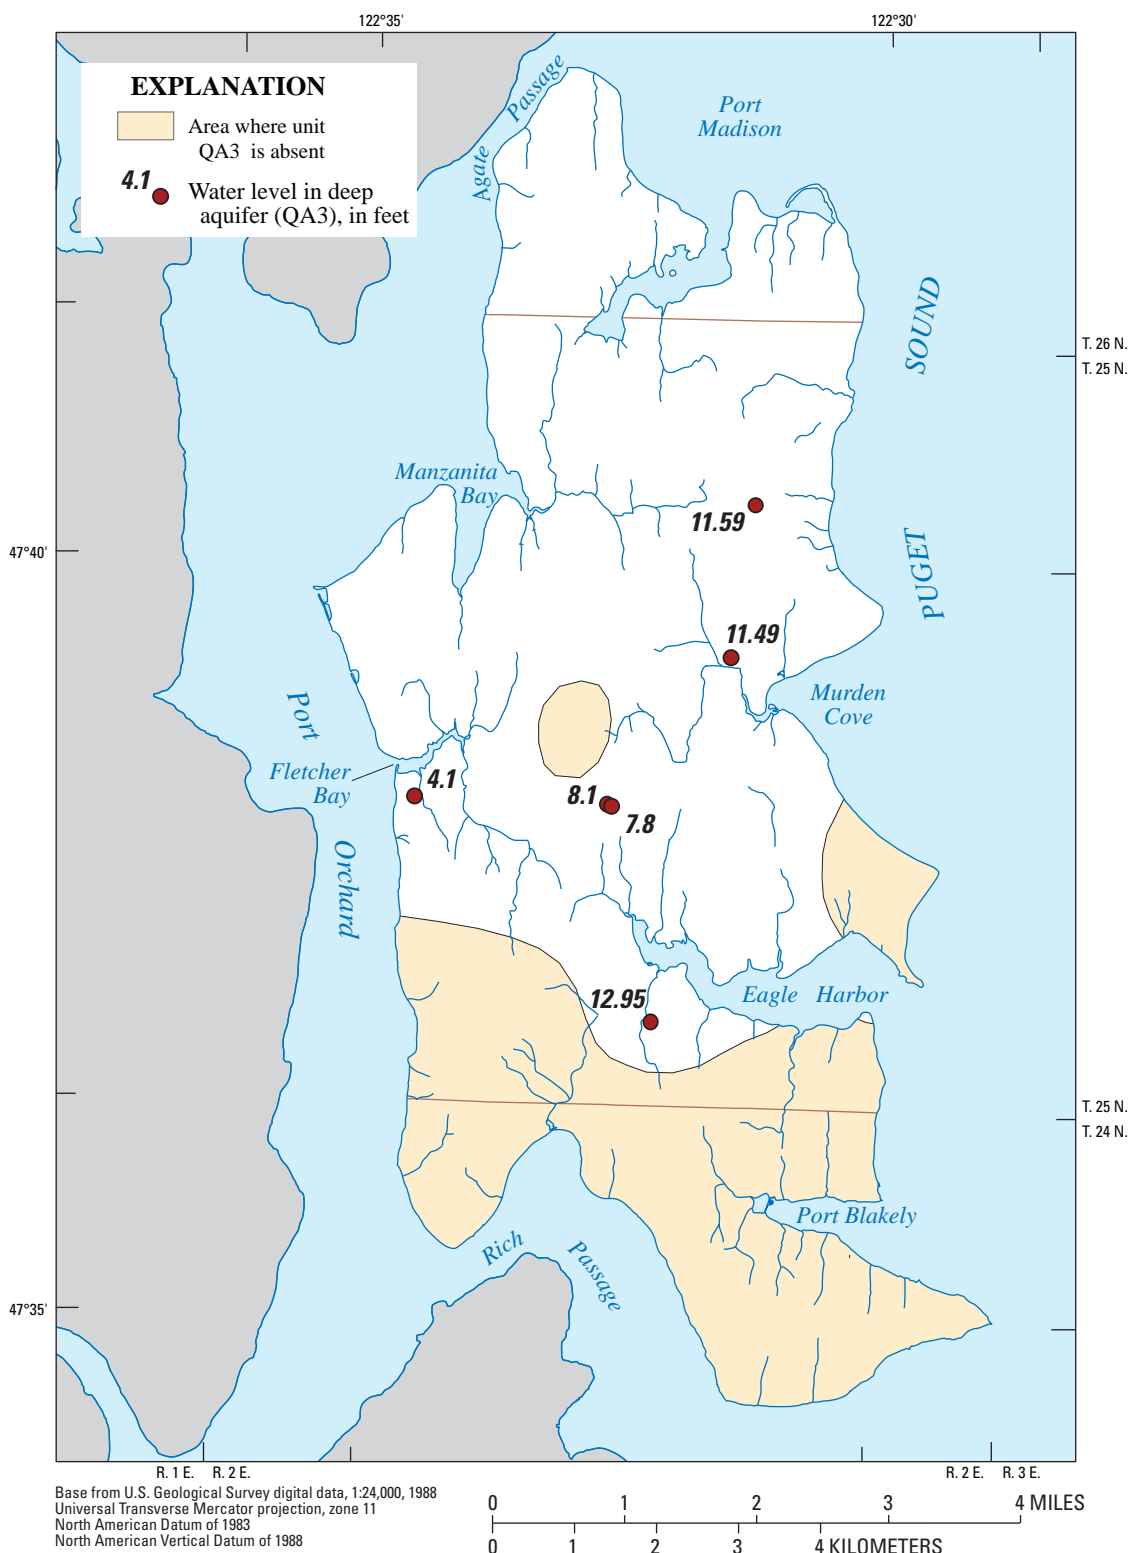 122°35'
122°30'
EXPLANATION
Area where unit
QA3 is absent
4.1
Water level in deep
aquifer (QA3), in feet
Agate Passage
Port
Madison
SOUND
T. 26 N.
T. 25 N.
Manzanita
Bay
11.59
47°40'
PUGET
11.49
Murden
Cove
Port
Fletcher
Bay
4.1
8.1
7.8
Orchard
12.95
Eagle Harbor
T. 25 N.
T. 24 N.
Port Blakely
Rich Passage
47°35'
R. 1 E.
R. 2 E.
R. 2 E.
R. 3 E.
Base from U.S. Geological Survey digital data, 1:24,000, 1988
Universal Transverse Mercator projection, zone 11
North American Datum of 1983
North American Vertical Datum of 1988
0 1 2 3 4 MILES
0 1 2 3 4 KILOMETERS